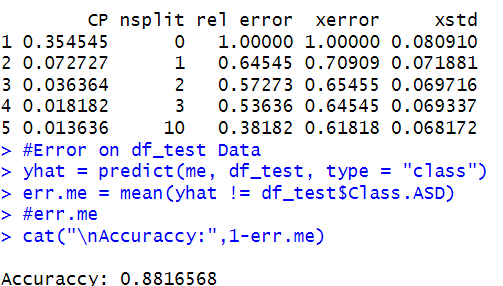 CP nsplit rel error xerror xstd
1 0.354545 0 1.00000 1.00000 0.080910
2 0.072727 1 0.64545 0.70909 0.071881
3 0.036364 2 0.57273 0.65455 0.069716
4 0.018182 3 0.53636 0.64545 0.069337
5 0.013636 10 0.38182 0.61818 0.068172
> #Error on df_test Data
> yhat = predict(me, df_test, type = "class")
> err.me = mean(yhat != df_test$Class.ASD)
> #err.me
> cat("\nAccuraccy:",1-err.me)
Accuraccy: 0.8816568